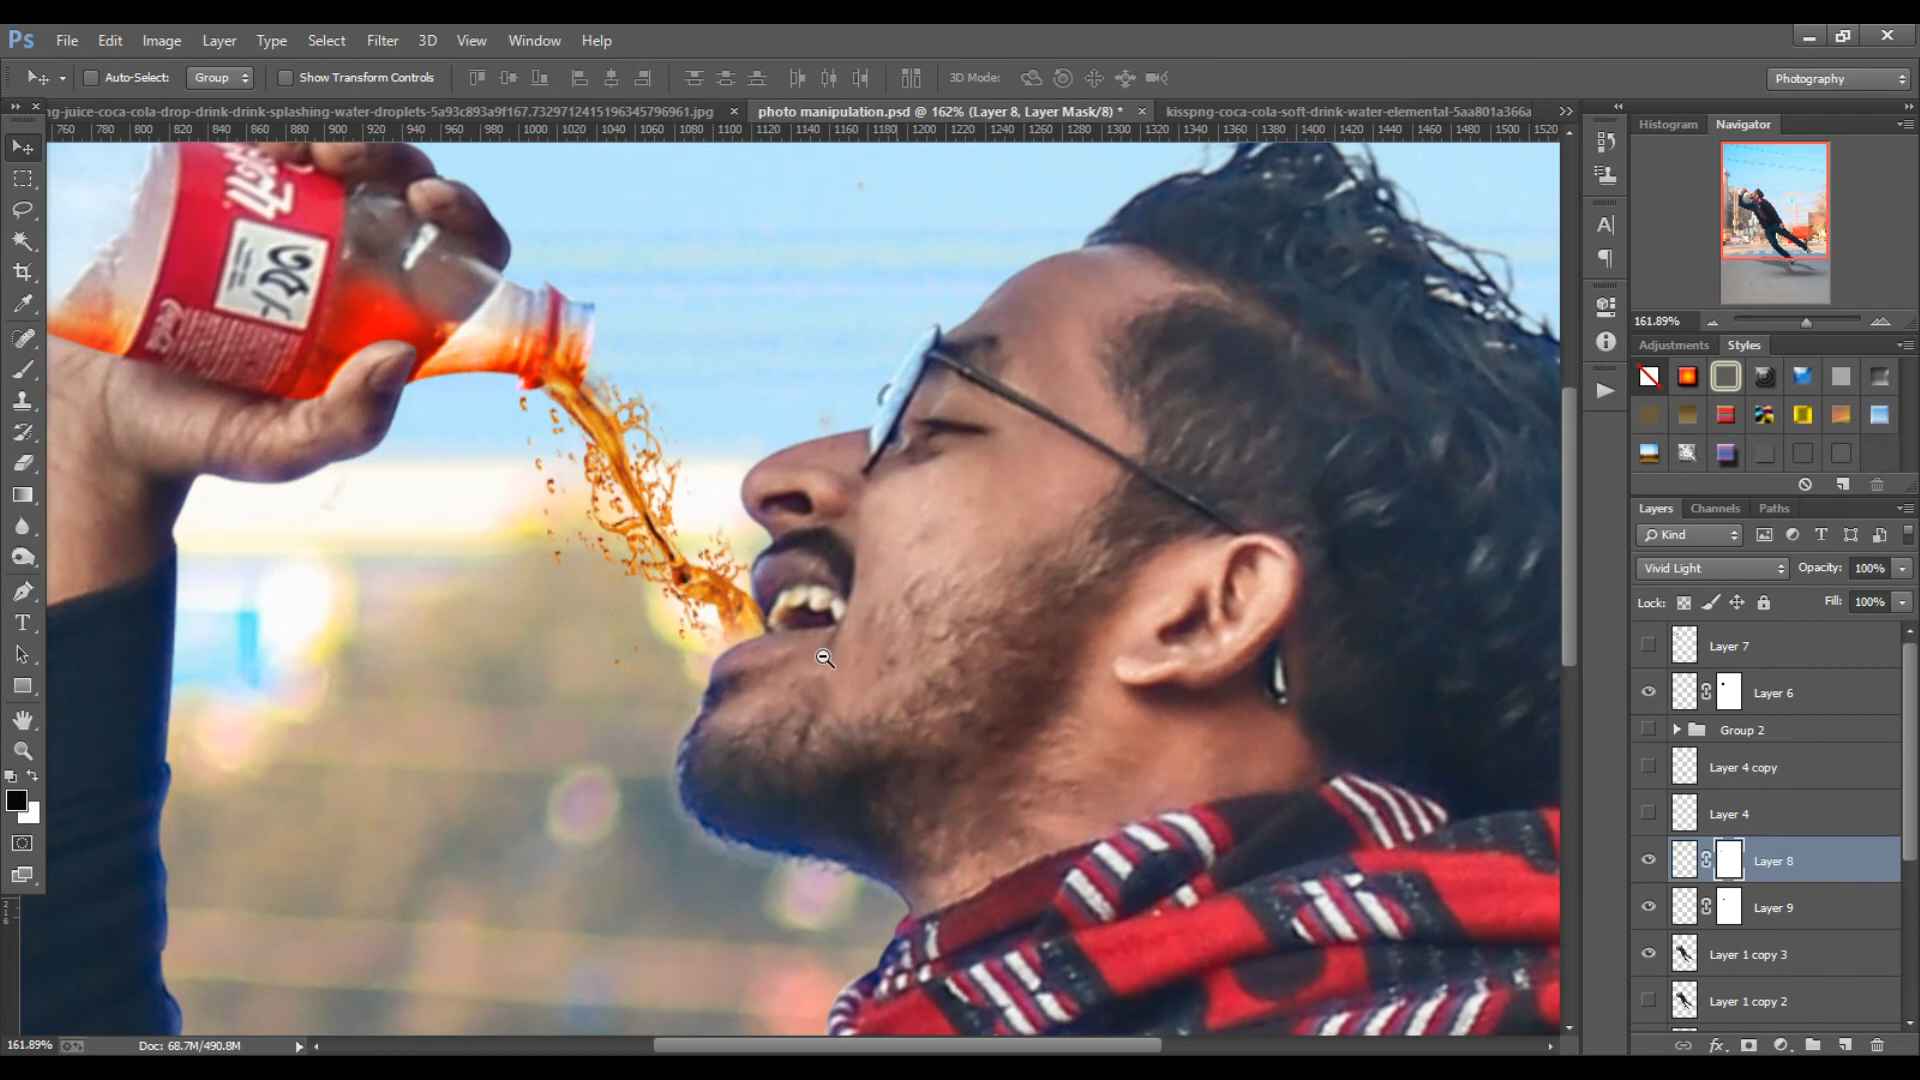 Ps File Edit Image Layer Type Select Filter 3D View Window Help
Auto-Select: Group Show Transform Controls 3D Mode: Photography
ng-juice-coca-cola-drop-drink-drink-splashing-water-droplets-5a93c893a9f167.7329712415196345796961.jpg × photo manipulation.psd @ 162% (Layer 8, Layer Mask/8) * × kisspng-coca-cola-soft-drink-water-elemental-5aa801a366a
760 780 800 820 840 860 880 900 920 940 960 980 1000 1020 1040 1060 1080 1100 1120 1140 1160 1180 1200 1220 1240 1260 1280 1300 1320 1340 1360 1380 1400 1420 1440 1460 1480 1500 1520
Histogram Navigator
161.89%
Adjustments Styles
Layers Channels Paths
Kind
Vivid Light Opacity: 100%
Lock: Fill: 100%
Layer 7
Layer 6
Group 2
Layer 4 copy
Layer 4
Layer 8
Layer 9
Layer 1 copy 3
Layer 1 copy 2
161.89% Doc: 68.7M/490.8M